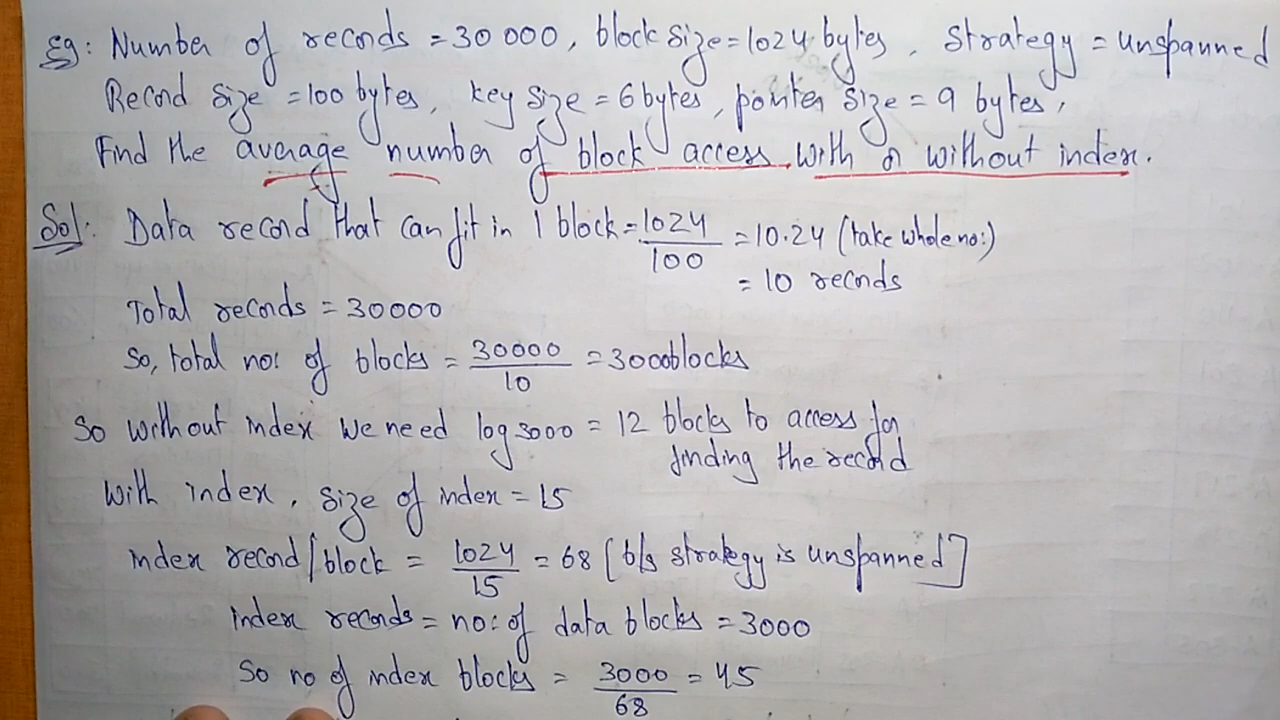 Eg: Number of records = 30 000, block size = 1024 bytes, Strategy = unspanned
Record size = 100 bytes, key size = 6 bytes, pointer size = 9 bytes,
Find the average number of block access with & without index.
Sol: Data record that can fit in 1 block = 1024/100 = 10.24 (take whole no:)
= 10 records
Total records = 30000
So, total no: of blocks = 30000/10 = 3000 blocks
So without index we need log 3000 = 12 blocks to access for
finding the record
With index, size of index = 15
Index record/block = 1024/15 = 68 [b/s strategy is unspanned]
Index records = no: of data blocks = 3000
So no of index blocks = 3000/68 = 45